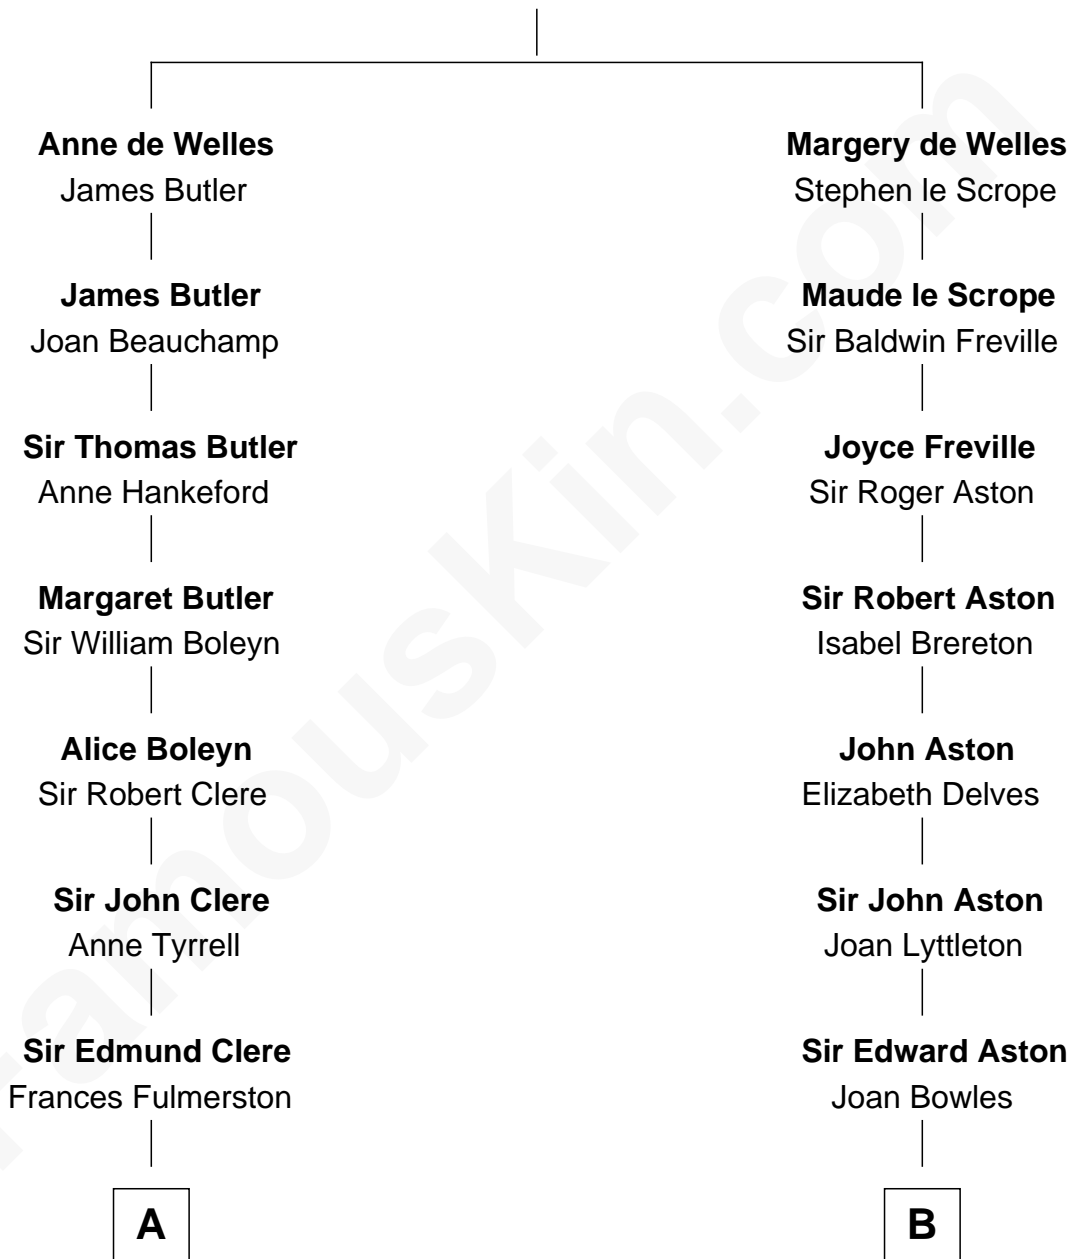 Anne de Welles
James Butler
James Butler
Joan Beauchamp
Sir Thomas Butler
Anne Hankeford
Margaret Butler
Sir William Boleyn
Alice Boleyn
Sir Robert Clere
Sir John Clere
Anne Tyrrell
Sir Edmund Clere
Frances Fulmerston
A
Margery de Welles
Stephen le Scrope
Maude le Scrope
Sir Baldwin Freville
Joyce Freville
Sir Roger Aston
Sir Robert Aston
Isabel Brereton
John Aston
Elizabeth Delves
Sir John Aston
Joan Lyttleton
Sir Edward Aston
Joan Bowles
B
FamousKin.com